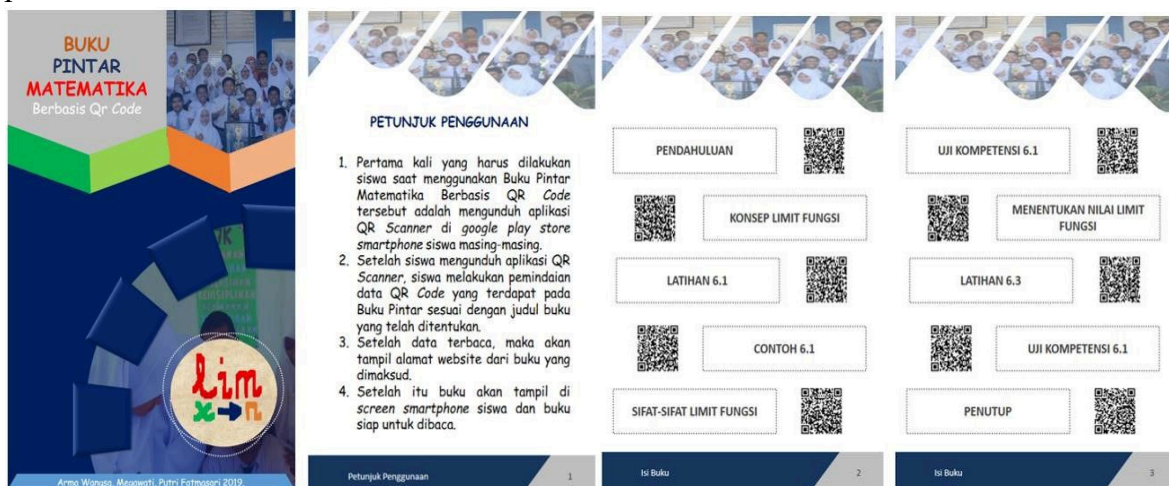 BUKU
PINTAR
MATEMATIKA
Berbasis Qr Code
lim
x→n
Arma Wangsa, Megawati, Putri Fatmasari 2019.
PETUNJUK PENGGUNAAN
1. Pertama kali yang harus dilakukan
siswa saat menggunakan Buku Pintar
Matematika Berbasis QR Code
tersebut adalah mengunduh aplikasi
QR Scanner di google play store
smartphone siswa masing-masing.
2. Setelah siswa mengunduh aplikasi QR
Scanner, siswa melakukan pemindaian
data QR Code yang terdapat pada
Buku Pintar sesuai dengan judul buku
yang telah ditentukan.
3. Setelah data terbaca, maka akan
tampil alamat website dari buku yang
dimaksud.
4. Setelah itu buku akan tampil di
screen smartphone siswa dan buku
siap untuk dibaca.
Petunjuk Penggunaan 1
PENDAHULUAN
KONSEP LIMIT FUNGSI
LATIHAN 6.1
CONTOH 6.1
SIFAT-SIFAT LIMIT FUNGSI
Isi Buku 2
UJI KOMPETENSI 6.1
MENENTUKAN NILAI LIMIT
FUNGSI
LATIHAN 6.3
UJI KOMPETENSI 6.1
PENUTUP
Isi Buku 3